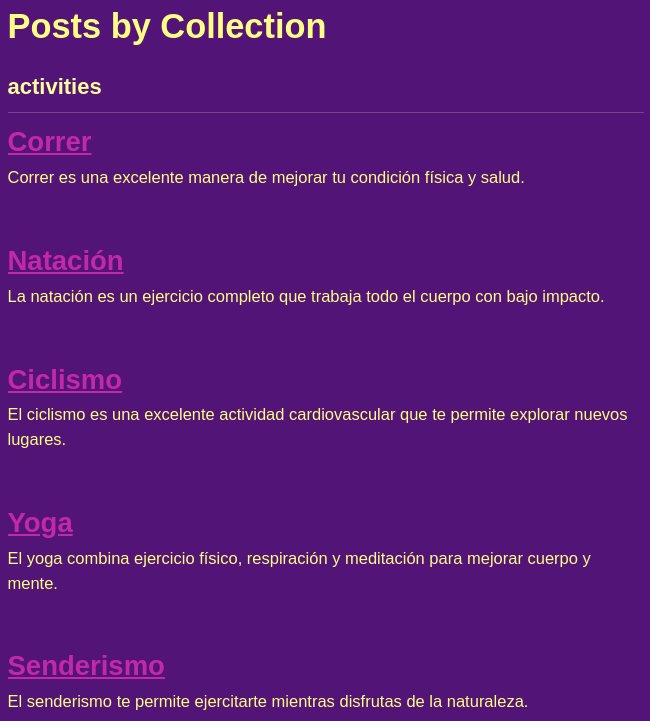 Posts by Collection
activities
Correr
Correr es una excelente manera de mejorar tu condición física y salud.
Natación
La natación es un ejercicio completo que trabaja todo el cuerpo con bajo impacto.
Ciclismo
El ciclismo es una excelente actividad cardiovascular que te permite explorar nuevos
lugares.
Yoga
El yoga combina ejercicio físico, respiración y meditación para mejorar cuerpo y
mente.
Senderismo
El senderismo te permite ejercitarte mientras disfrutas de la naturaleza.